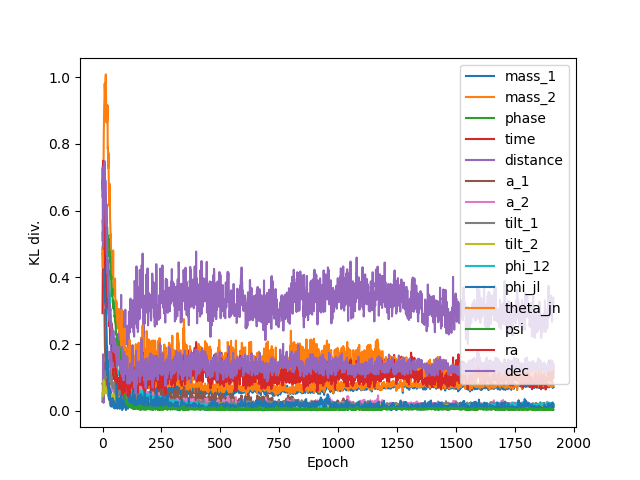 1.0
0.8
0.6
0.4
0.2
0.0
KL div.
0
250
500
750
1000
1250
1500
1750
2000
Epoch
mass_1
mass_2
phase
time
distance
a_1
a_2
tilt_1
tilt_2
phi_12
phi_jl
theta_jn
psi
ra
dec